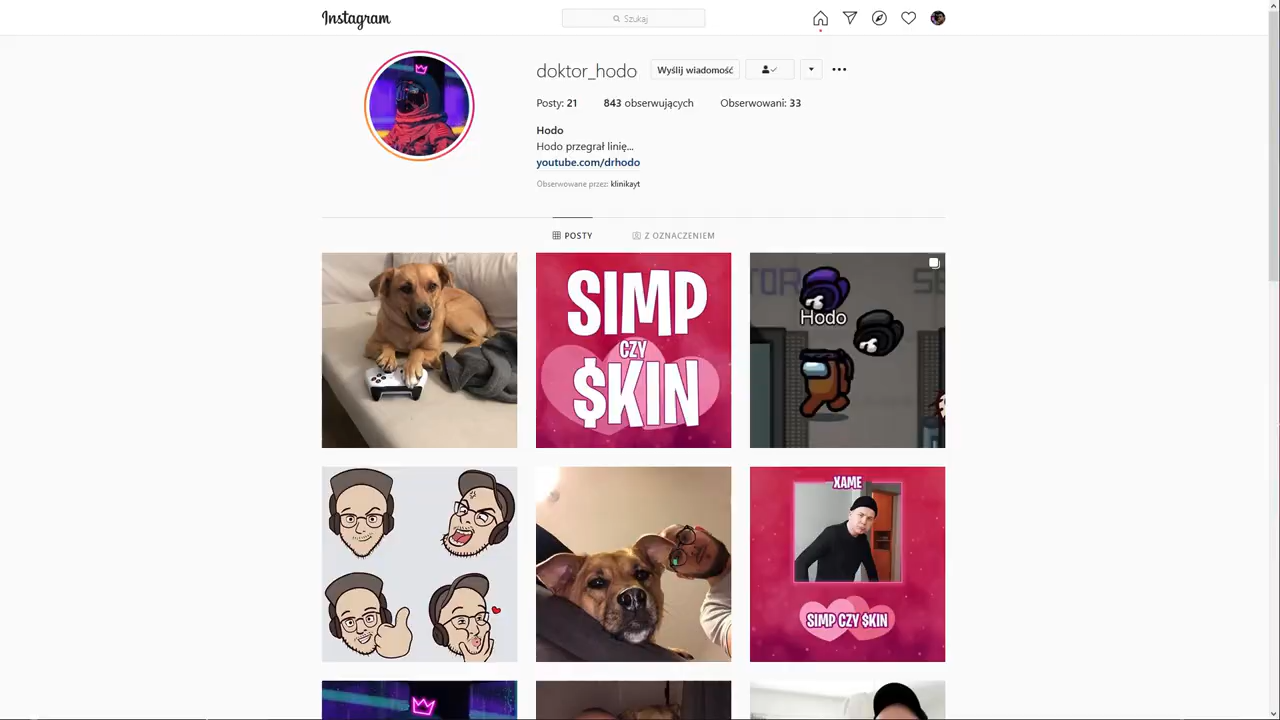 Instagram
Szukaj
doktor_hodo
Wyślij wiadomość
Posty: 21 843 obserwujących Obserwowani: 33
Hodo
Hodo przegrał linię...
youtube.com/drhodo
Obserwowane przez: klinikayt
POSTY Z OZNACZENIEM
SIMP
CZY
$KIN
TOR
Hodo
XAME
SIMP CZY $KIN